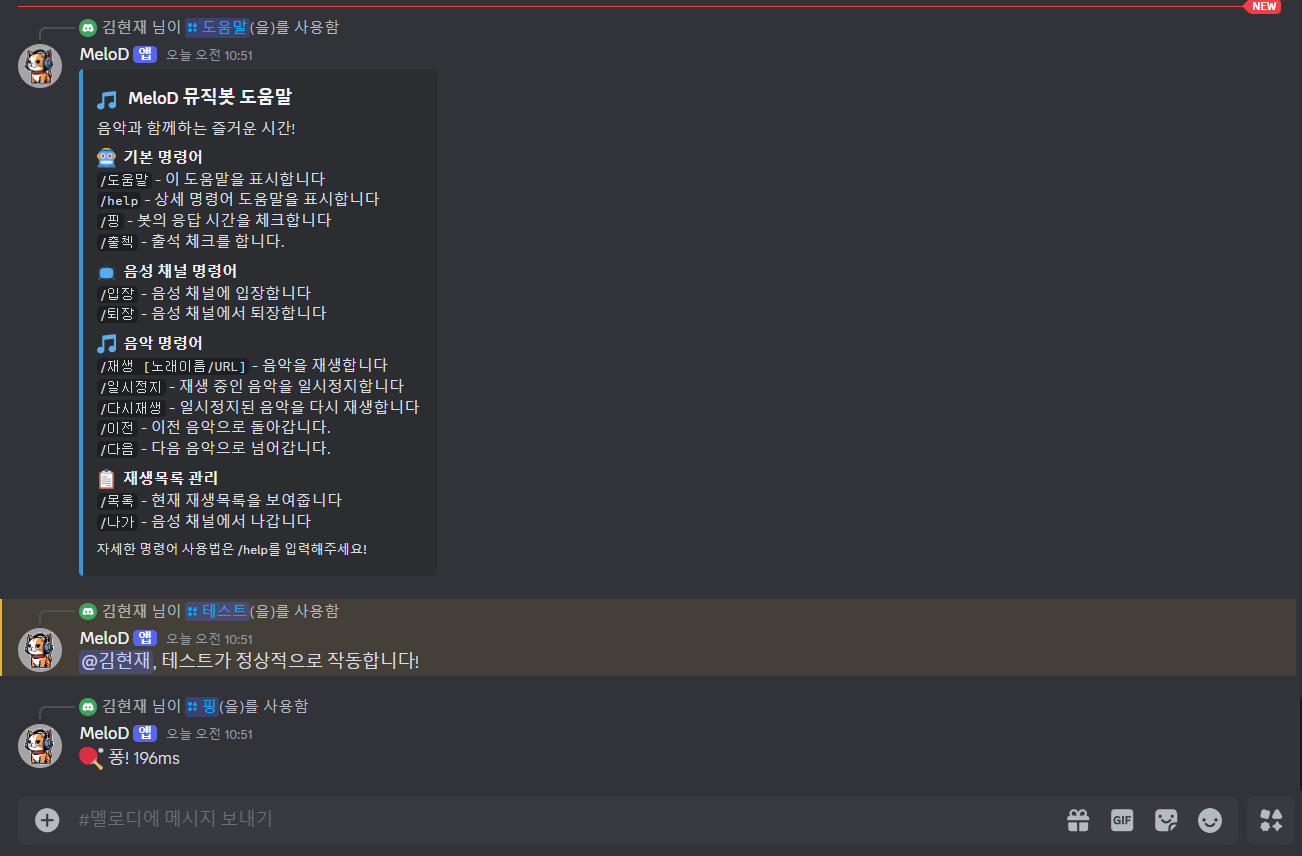 NEW
김현재 님이 도움말(을)를 사용함
MeloD 앱 오늘 오전 10:51
MeloD 뮤직봇 도움말
음악과 함께하는 즐거운 시간!
기본 명령어
/도움말 - 이 도움말을 표시합니다
/help - 상세 명령어 도움말을 표시합니다
/핑 - 봇의 응답 시간을 체크합니다
/출첵 - 출석 체크를 합니다.
음성 채널 명령어
/입장 - 음성 채널에 입장합니다
/퇴장 - 음성 채널에서 퇴장합니다
음악 명령어
/재생 [노래이름/URL] - 음악을 재생합니다
/일시정지 - 재생 중인 음악을 일시정지합니다
/다시재생 - 일시정지된 음악을 다시 재생합니다
/이전 - 이전 음악으로 돌아갑니다.
/다음 - 다음 음악으로 넘어갑니다.
재생목록 관리
/목록 - 현재 재생목록을 보여줍니다
/나가 - 음성 채널에서 나갑니다
자세한 명령어 사용법은 /help를 입력해주세요!
김현재 님이 테스트(을)를 사용함
MeloD 앱 오늘 오전 10:51
@김현재, 테스트가 정상적으로 작동합니다!
김현재 님이 핑(을)를 사용함
MeloD 앱 오늘 오전 10:51
퐁! 196ms
#멜로디에 메시지 보내기
GIF